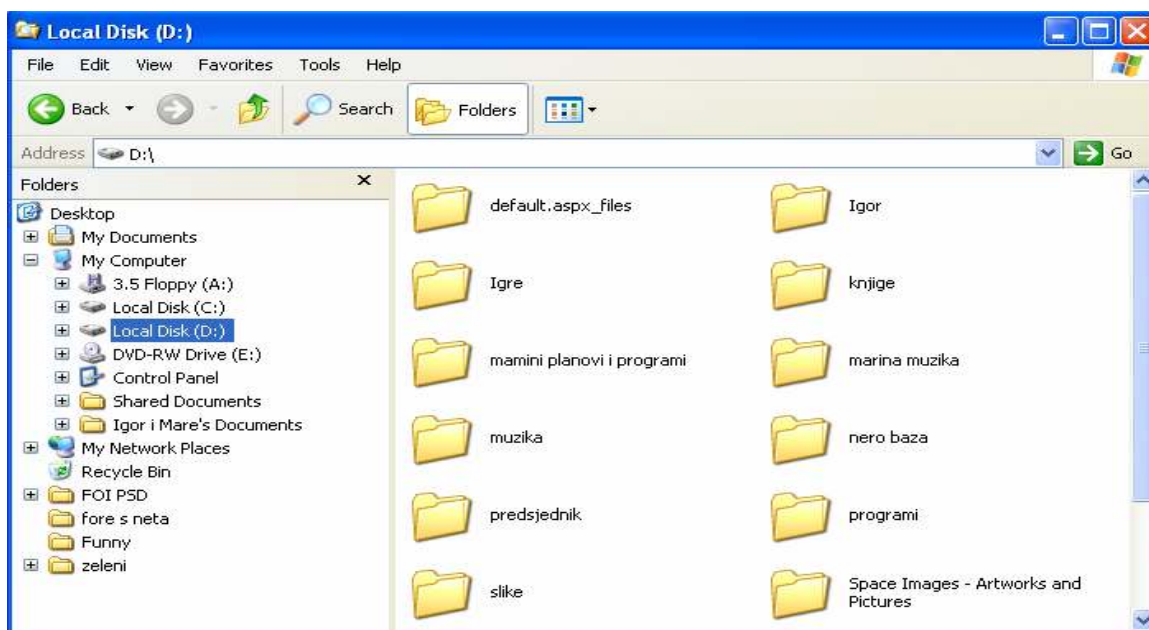 Local Disk (D:)
File Edit View Favorites Tools Help
Back Search Folders
Address D:\ Go
Folders
Desktop
My Documents
My Computer
3.5 Floppy (A:)
Local Disk (C:)
Local Disk (D:)
DVD-RW Drive (E:)
Control Panel
Shared Documents
Igor i Mare's Documents
My Network Places
Recycle Bin
FOI PSD
fore s neta
Funny
zeleni
default.aspx_files
Igor
Igre
knjige
mamini planovi i programi
marina muzika
muzika
nero baza
predsjednik
programi
slike
Space Images - Artworks and
Pictures